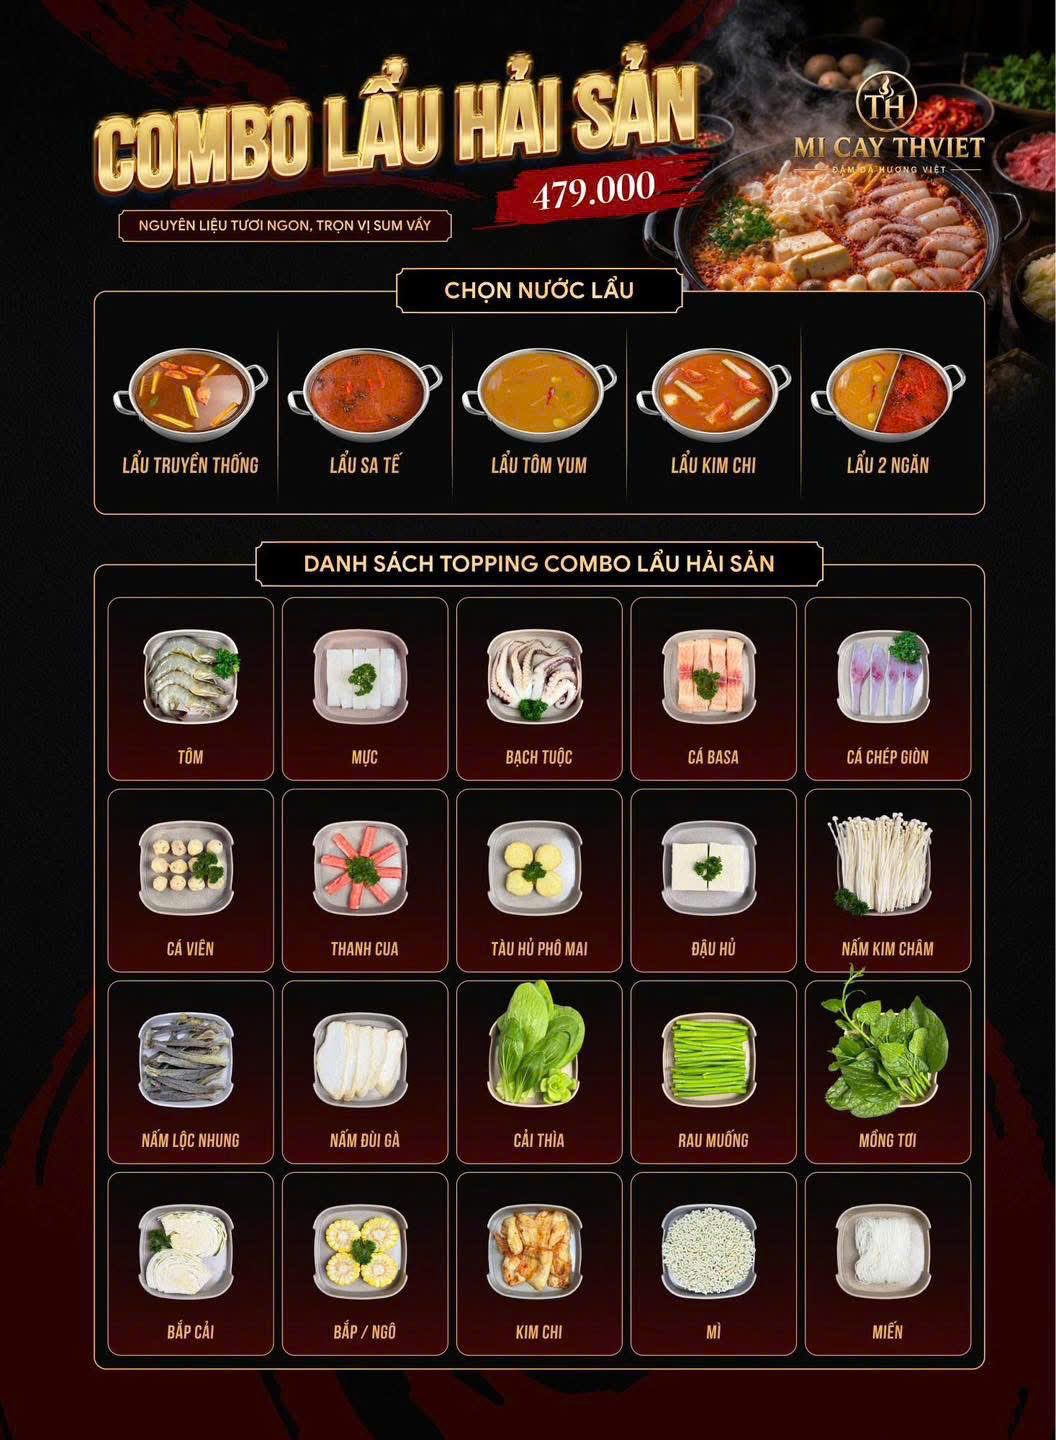 COMBO LẨU HẢI SẢN
479.000
NGUYÊN LIỆU TƯƠI NGON, TRỌN VỊ SUM VẦY
TH
MI CAY THVIET
ĐẬM ĐÀ HƯƠNG VIỆT
CHỌN NƯỚC LẨU
LẨU TRUYỀN THỐNG
LẨU SA TẾ
LẨU TÔM YUM
LẨU KIM CHI
LẨU 2 NGĂN
DANH SÁCH TOPPING COMBO LẨU HẢI SẢN
TÔM
MỰC
BẠCH TUỘC
CÁ BASA
CÁ CHÉP GIÒN
CÁ VIÊN
THANH CUA
TÀU HỦ PHÔ MAI
ĐẬU HỦ
NẤM KIM CHÂM
NẤM LỘC NHUNG
NẤM ĐÙI GÀ
CẢI THÌA
RAU MUỐNG
MỒNG TƠI
BẮP CẢI
BẮP / NGÔ
KIM CHI
MÌ
MIẾN